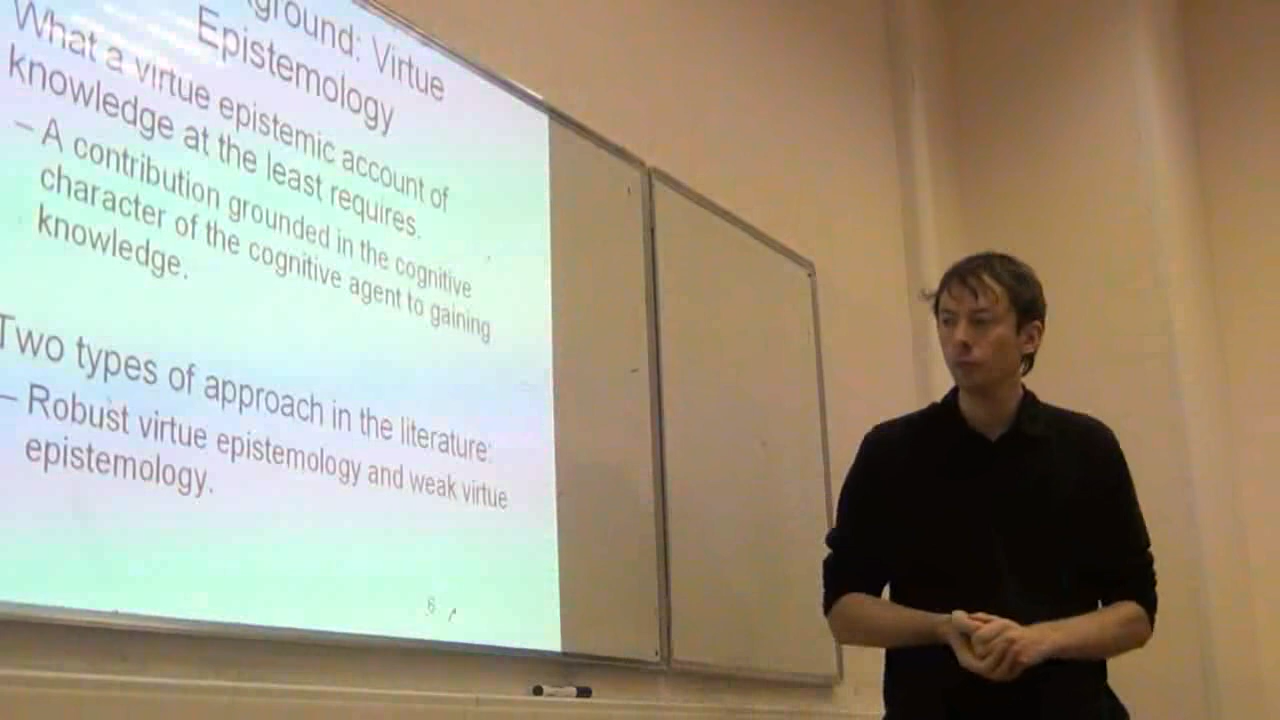 ground: Virtue
Epistemology
What a virtue epistemic account of
knowledge at the least requires.
– A contribution grounded in the cognitive
character of the cognitive agent to gaining
knowledge.
Two types of approach in the literature:
– Robust virtue epistemology and weak virtue
epistemology.
6